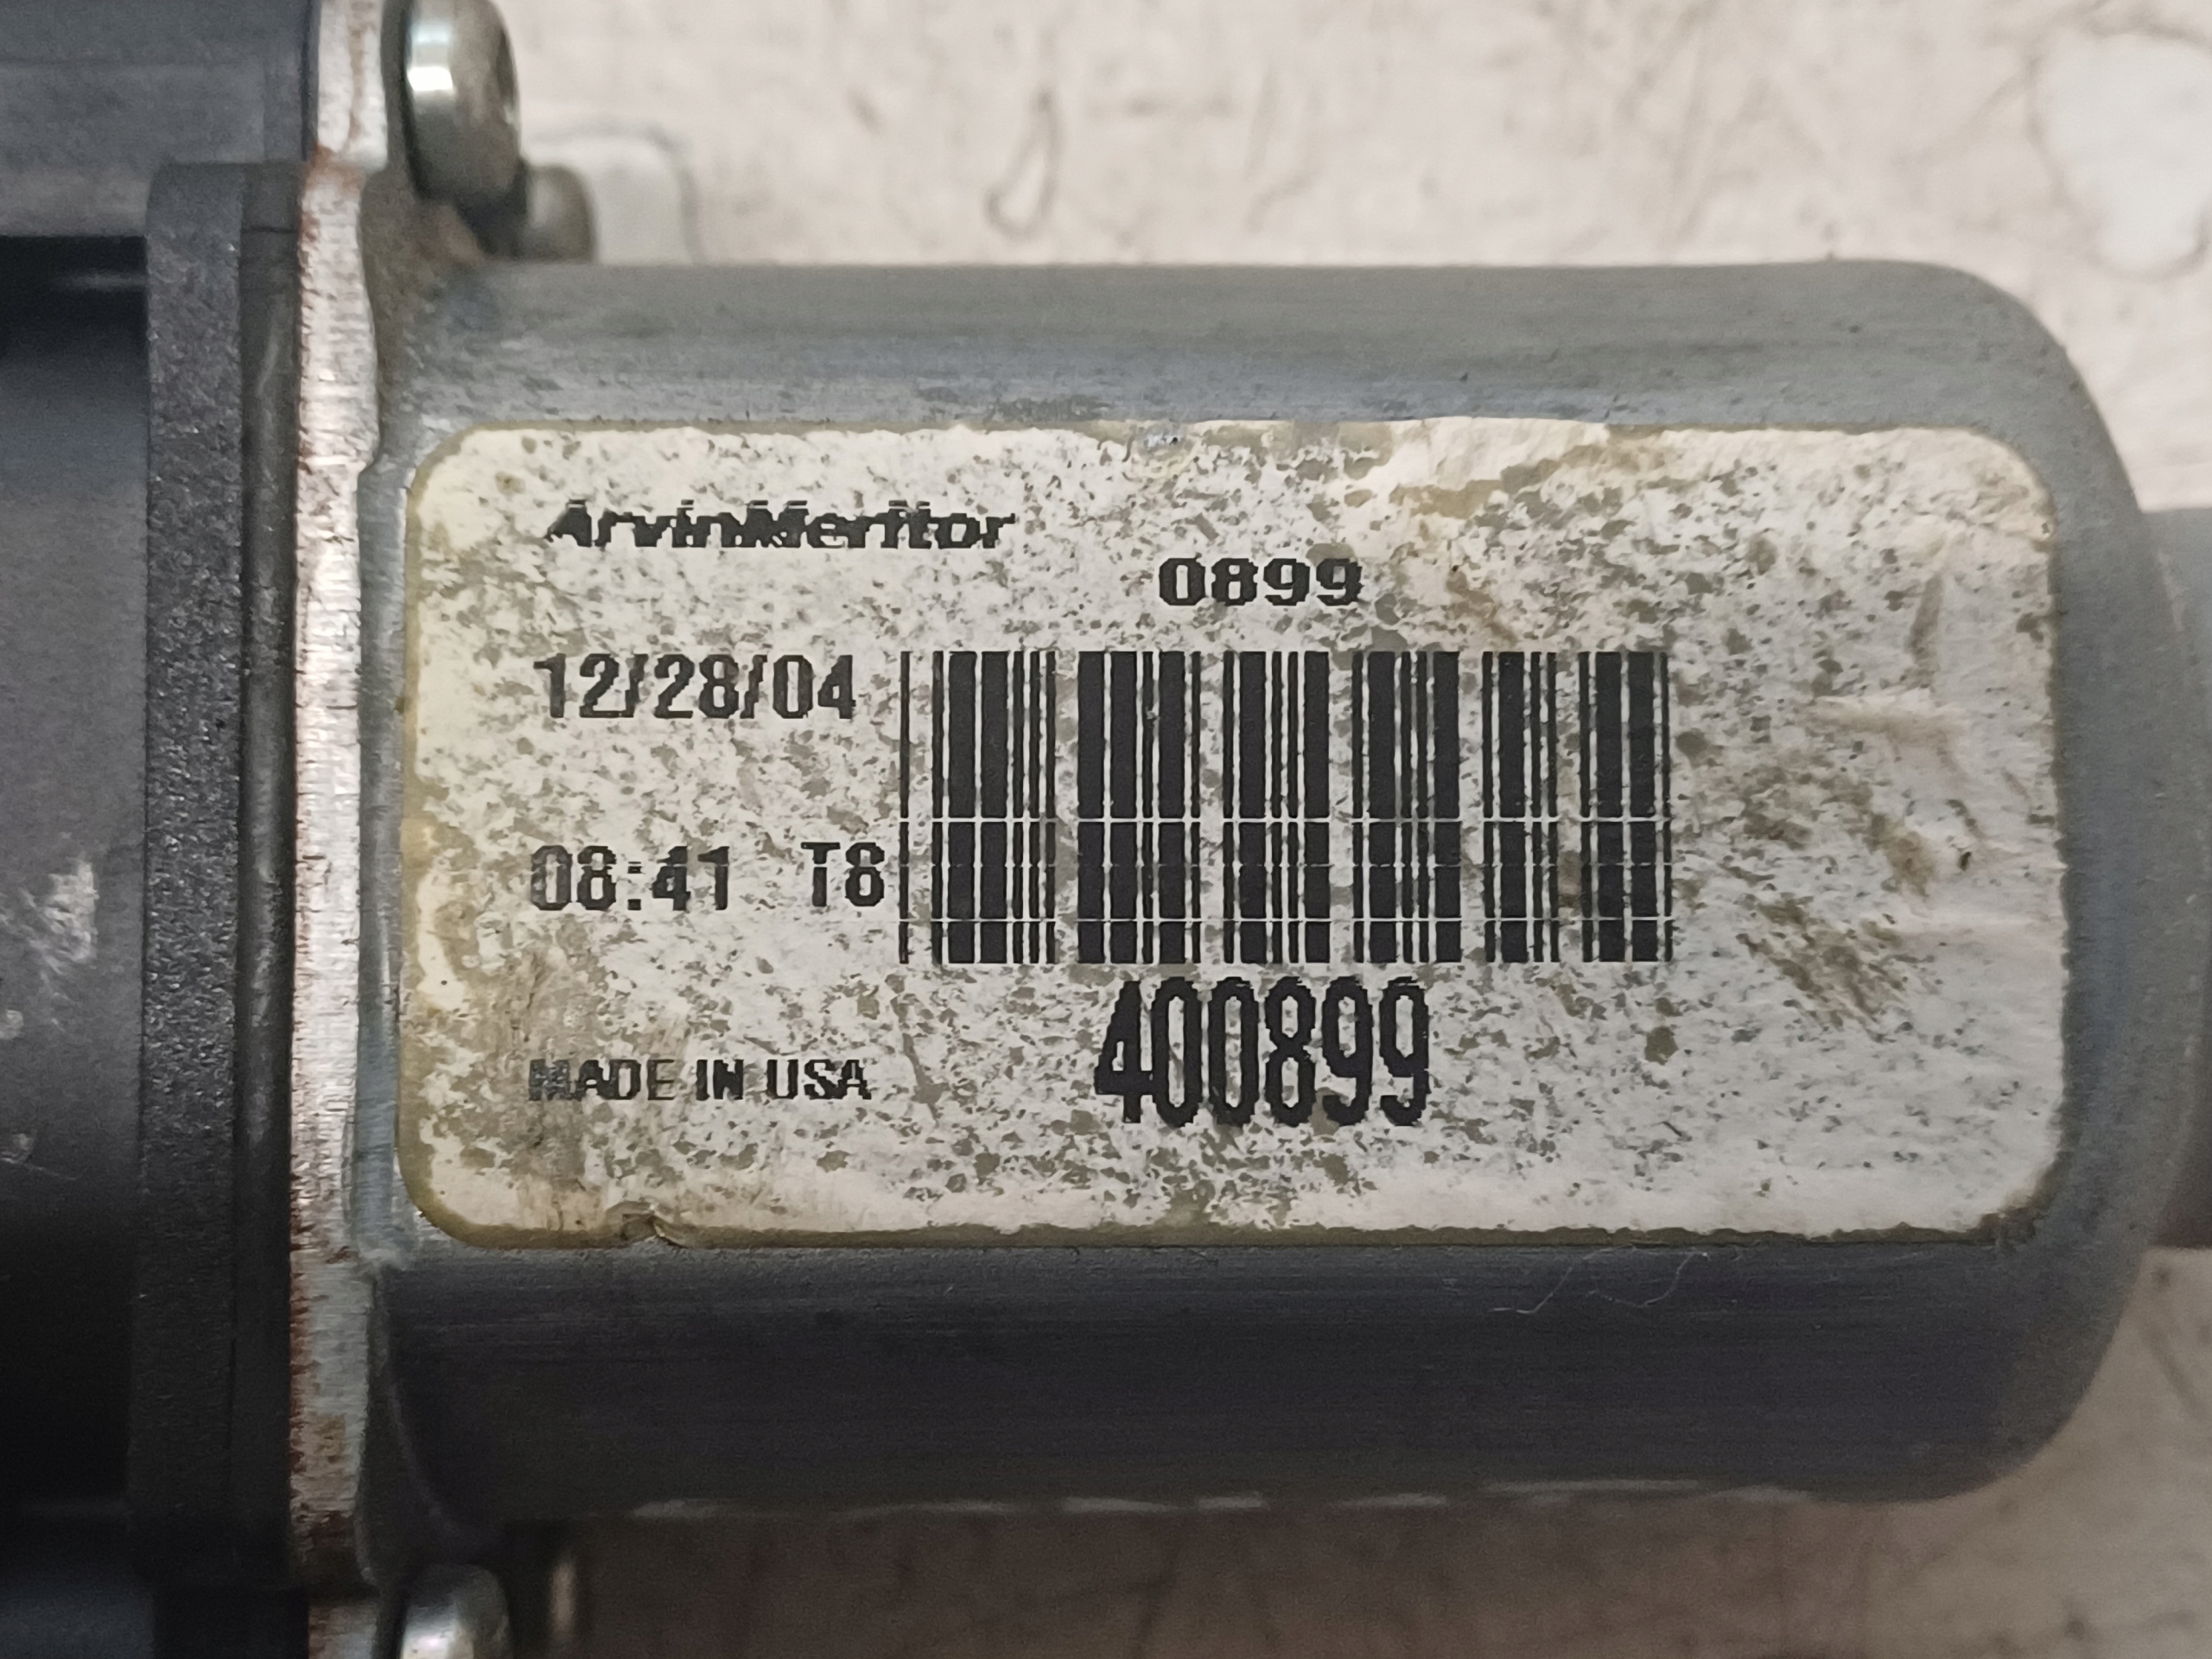 ArvinMeritor
0899
12/28/04
08:41 T8
400899
MADE IN USA